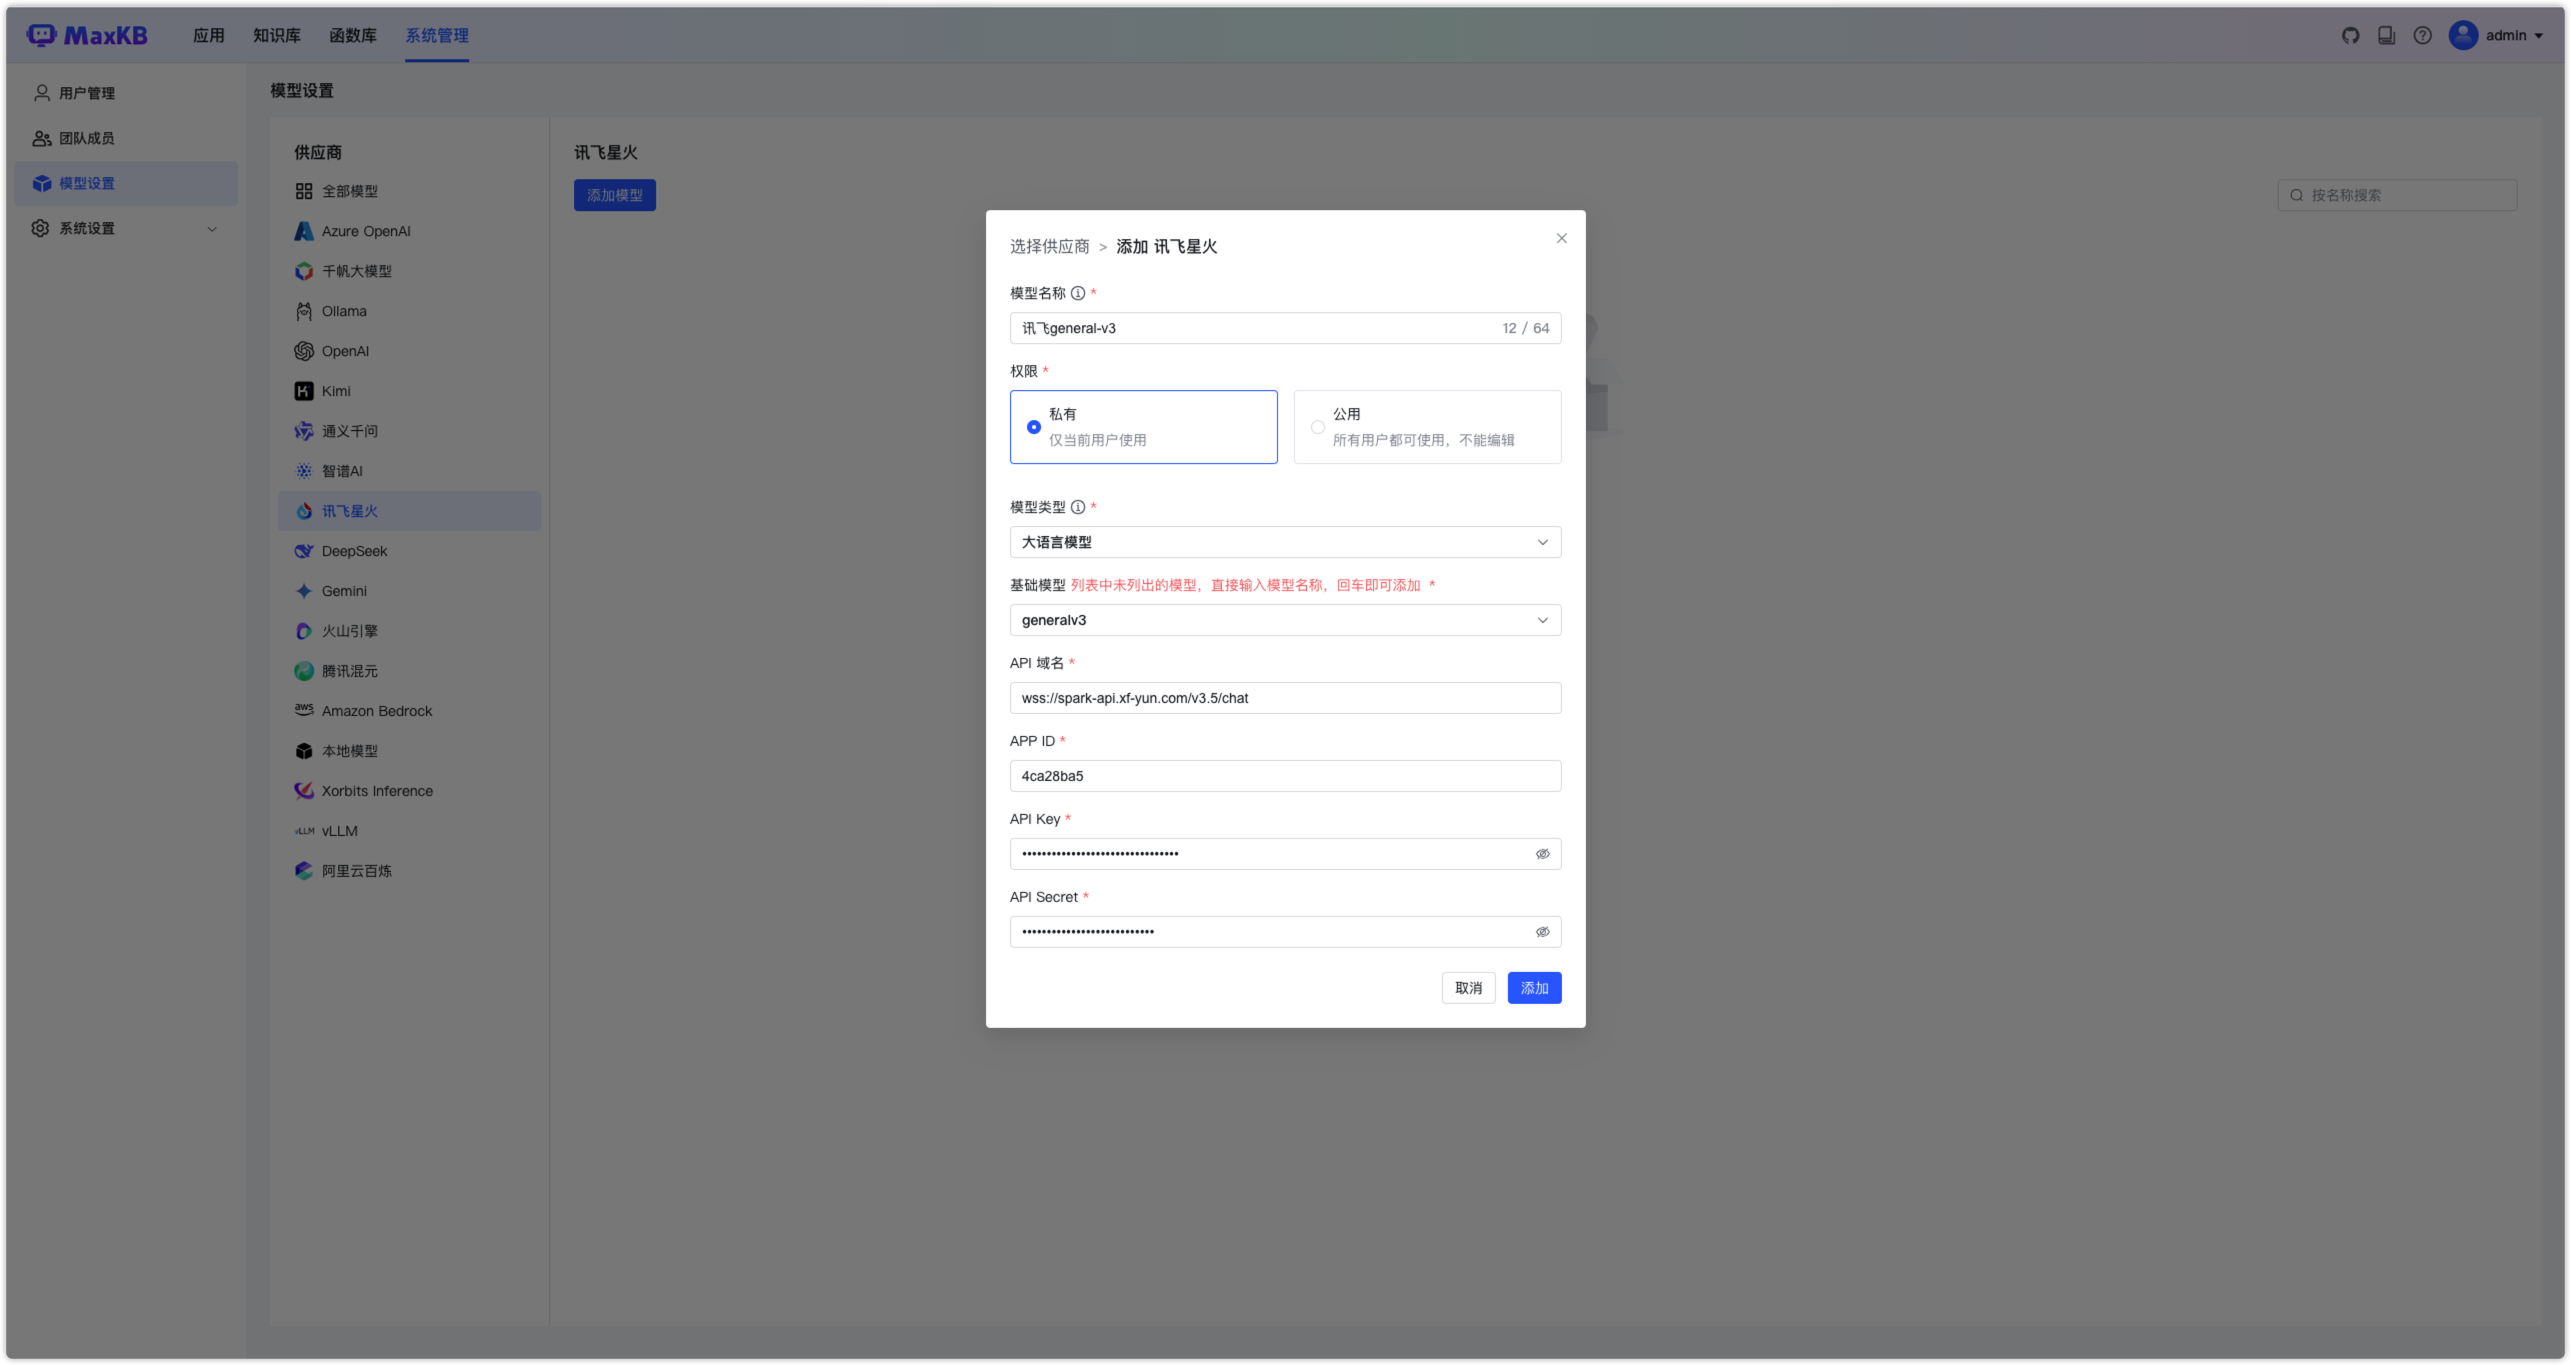 MaxKB 应用 知识库 函数库 系统管理 admin
用户管理
团队成员
模型设置
系统设置
模型设置
供应商
全部模型
Azure OpenAI
千帆大模型
Ollama
OpenAI
Kimi
通义千问
智谱AI
讯飞星火
DeepSeek
Gemini
火山引擎
腾讯混元
aws Amazon Bedrock
本地模型
Xorbits Inference
vLLM vLLM
阿里云百炼
讯飞星火
添加模型
按名称搜索
选择供应商 > 添加 讯飞星火
模型名称 *
讯飞general-v3 12 / 64
权限 *
私有
仅当前用户使用
公用
所有用户都可使用，不能编辑
模型类型 *
大语言模型
基础模型 列表中未列出的模型，直接输入模型名称，回车即可添加 *
generalv3
API 域名 *
wss://spark-api.xf-yun.com/v3.5/chat
APP ID *
4ca28ba5
API Key *
••••••••••••••••••••••••••••••••
API Secret *
•••••••••••••••••••••••••••
取消 添加